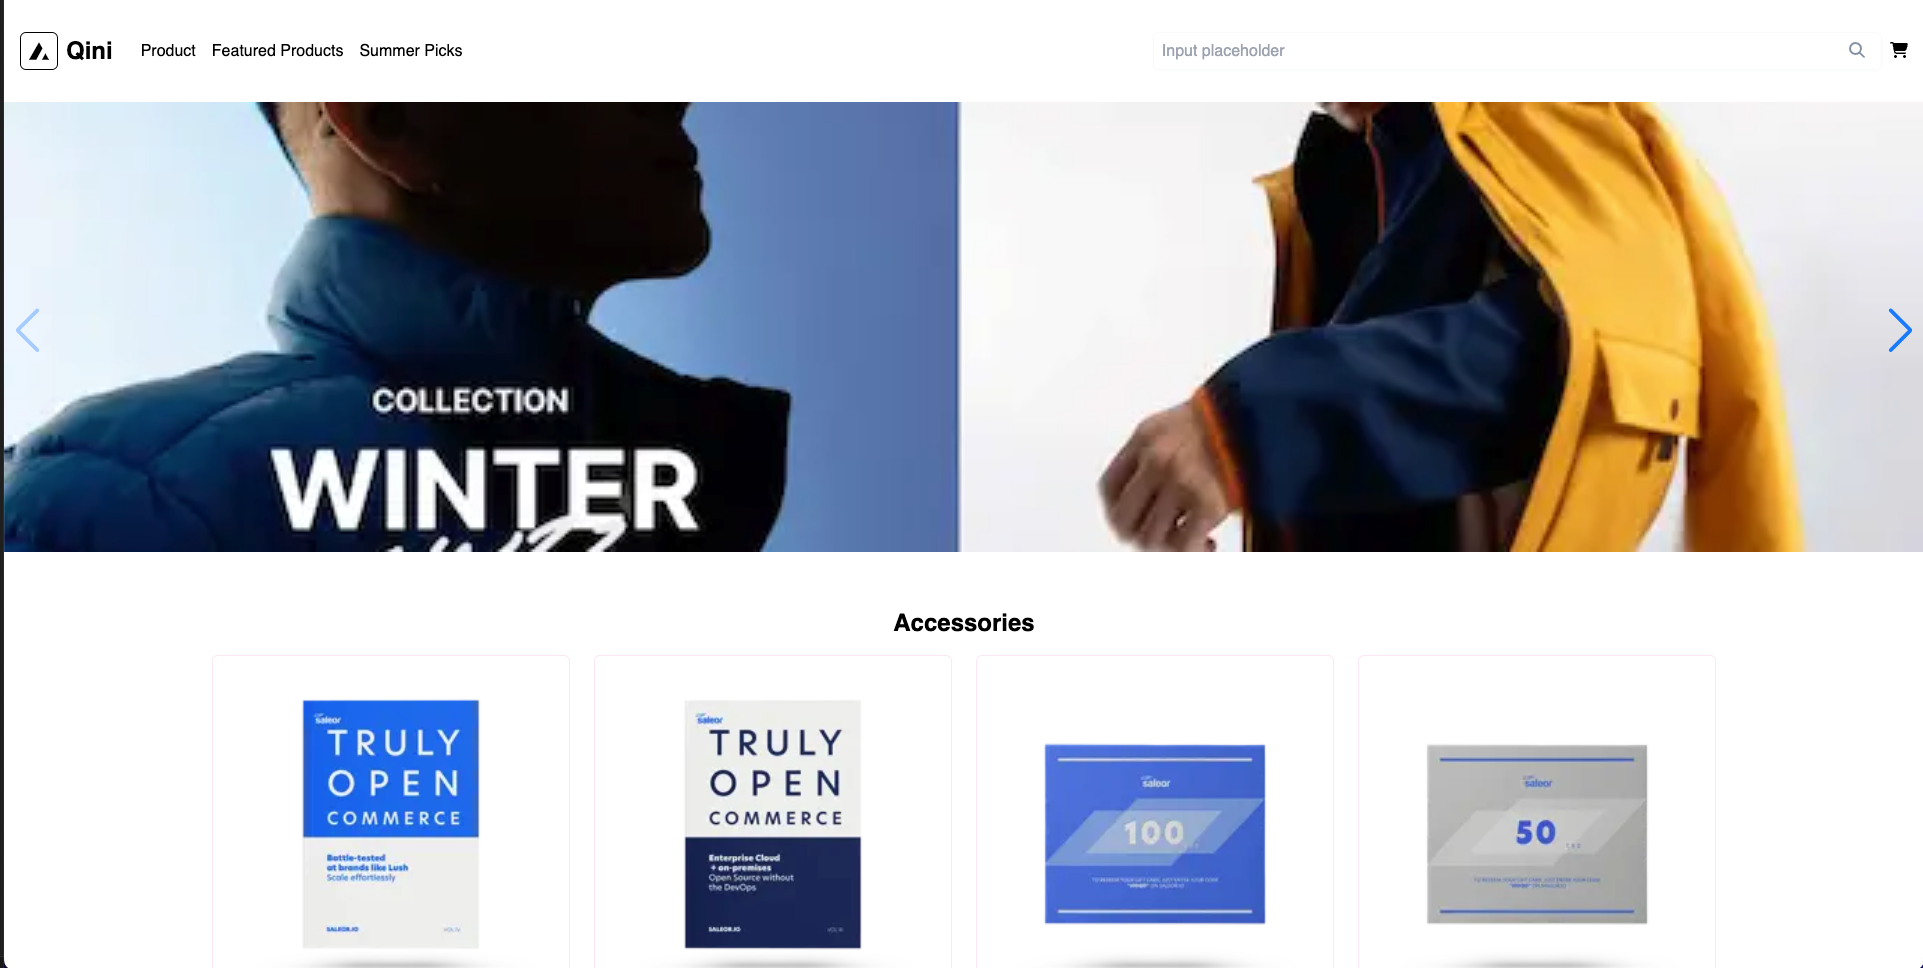 Qini
Product
Featured Products
Summer Picks
Input placeholder
COLLECTION
WINTER
Accessories
saleor
TRULY
OPEN
COMMERCE
Battle-tested
at brands like Lush
Scale effortlessly
SALEOR.IO
saleor
TRULY
OPEN
COMMERCE
Enterprise Cloud
+ on-premises
Open Source without
the DevOps
SALEOR.IO
saleor
100
saleor
50